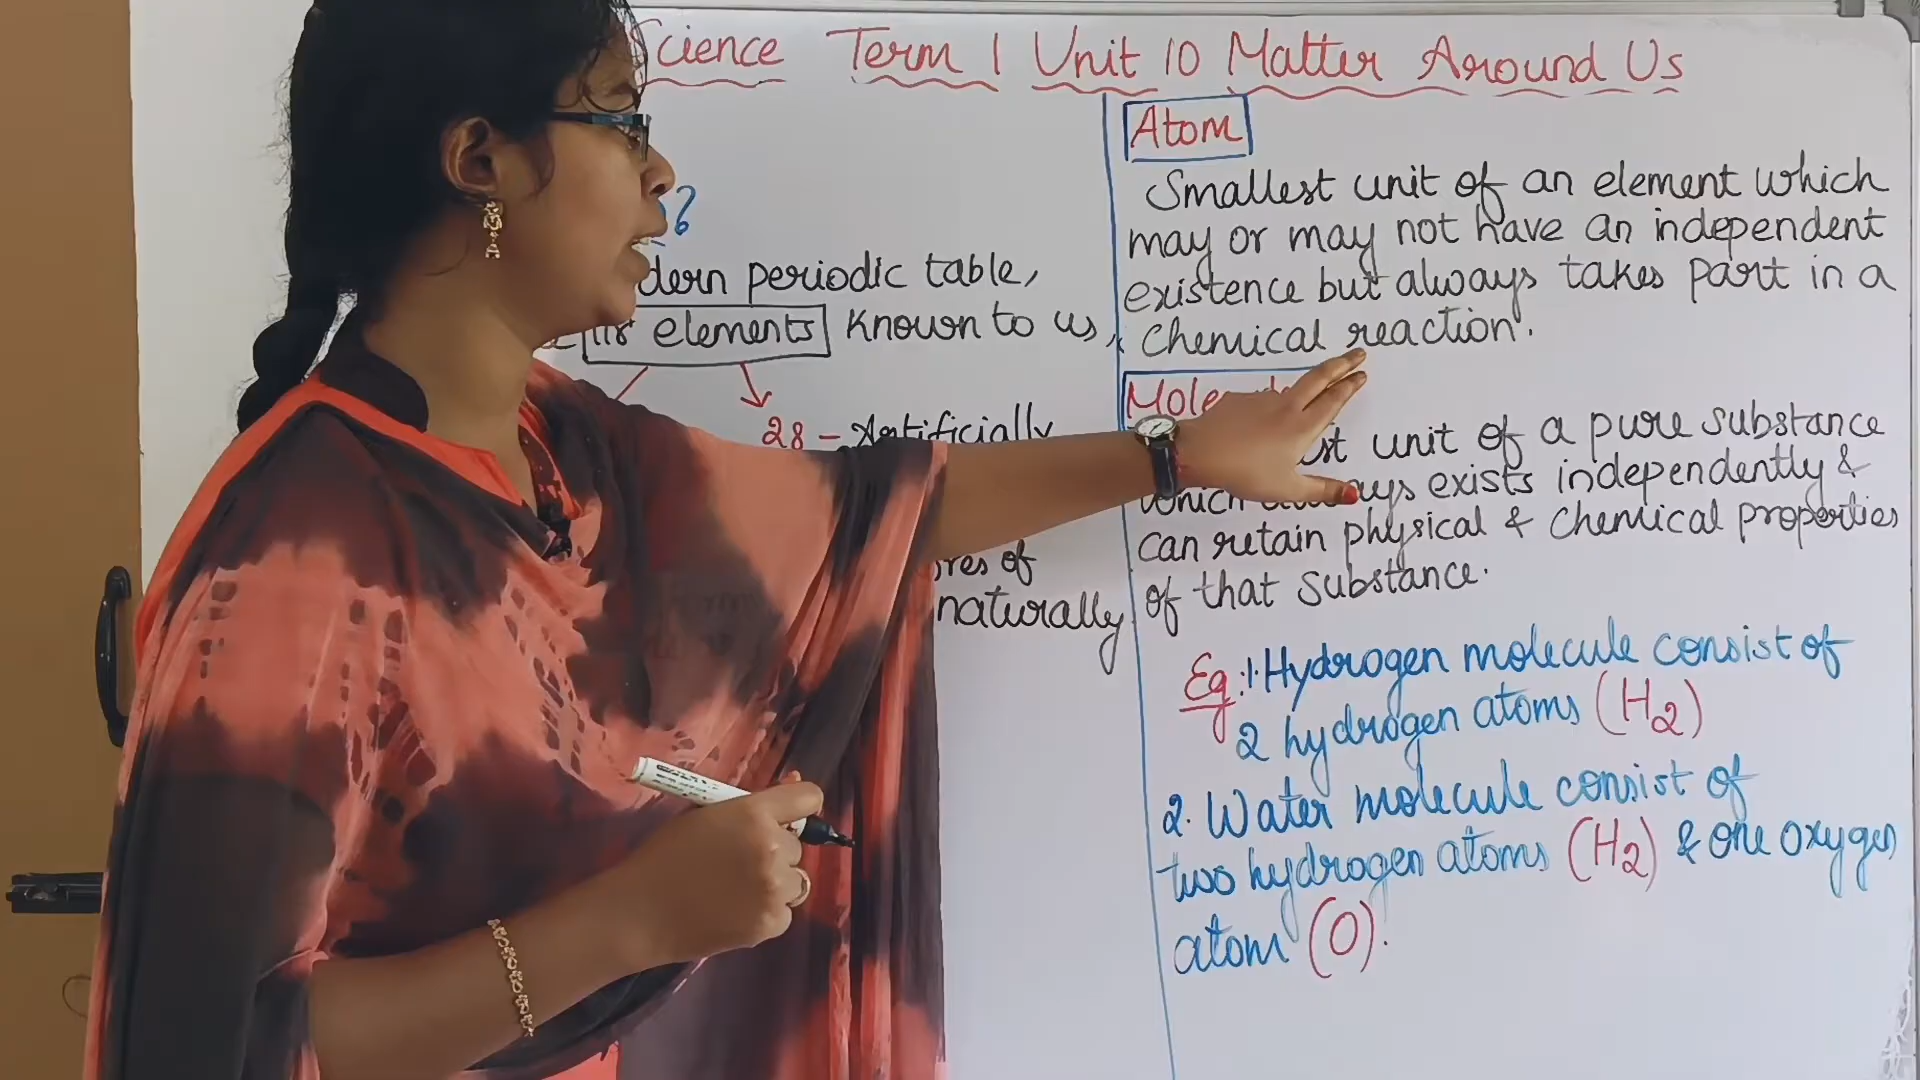 Science Term 1 Unit 10 Matter Around Us
?
periodic table,
118 elements known to us,
28 - Artificially
of
naturally
Atom
Smallest unit of an element which
may or may not have an independent
existence but always takes part in a
chemical reaction.
unit of a pure substance
which exists independently &
can retain physical & chemical properties
of that substance.
Eg:1. Hydrogen molecule consist of
2 hydrogen atoms (H2)
2. Water molecule consist of
two hydrogen atoms (H2) & one oxygen
atom (O).